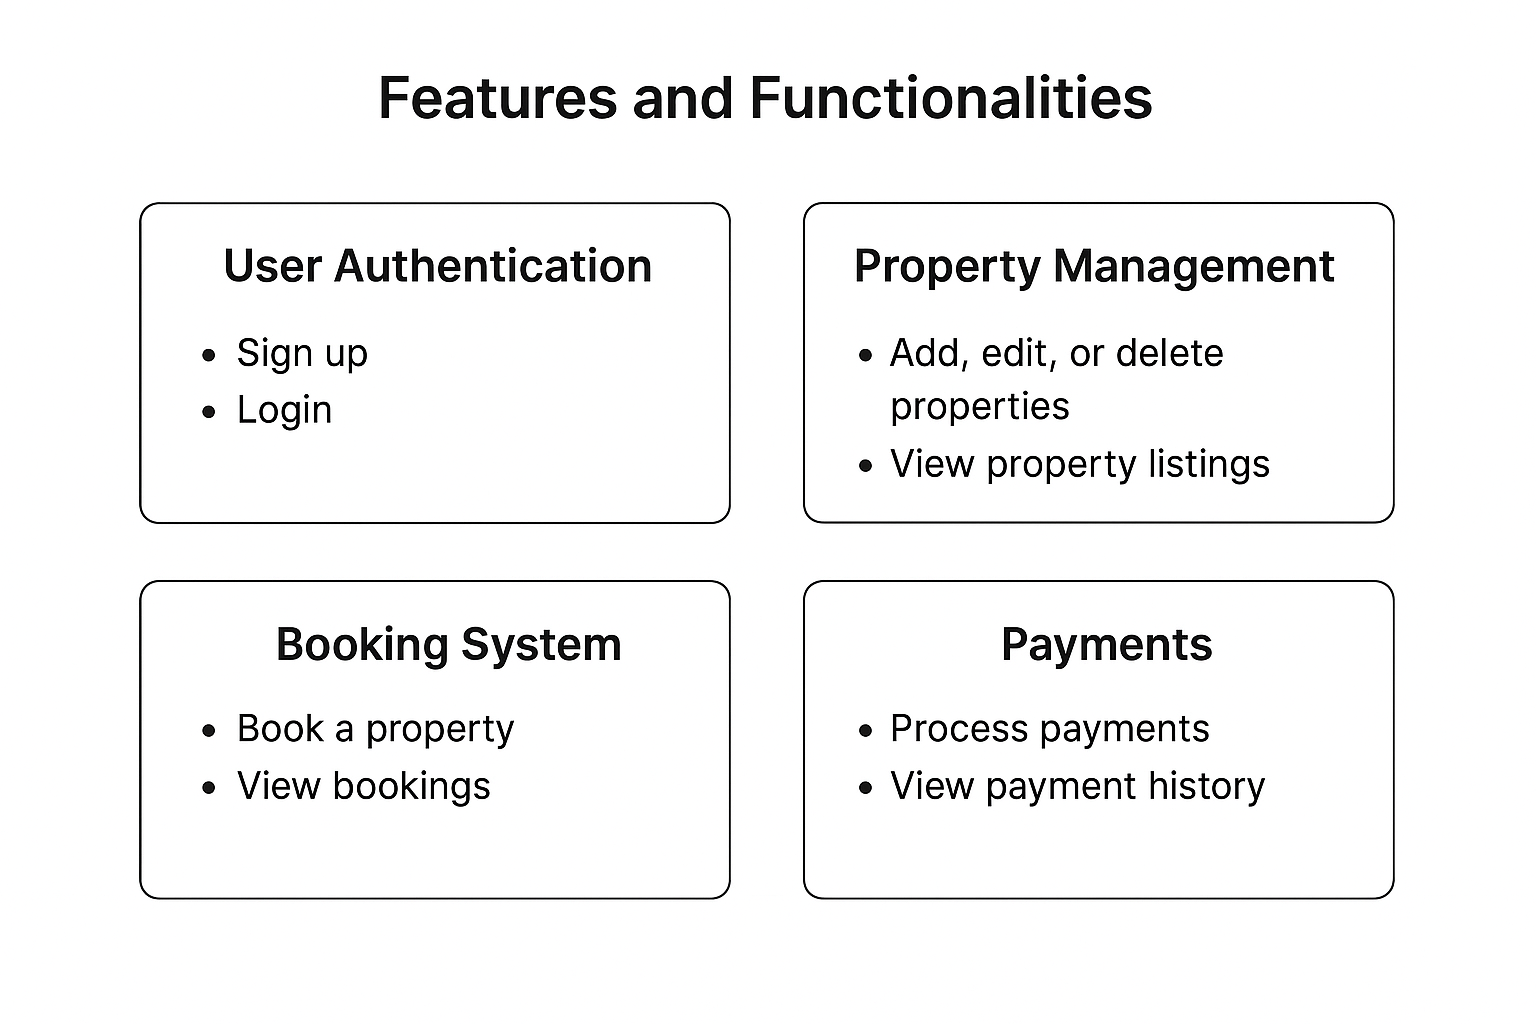 Features and Functionalities
User Authentication
• Sign up
• Login
Property Management
• Add, edit, or delete
properties
• View property listings
Booking System
• Book a property
• View bookings
Payments
• Process payments
• View payment history